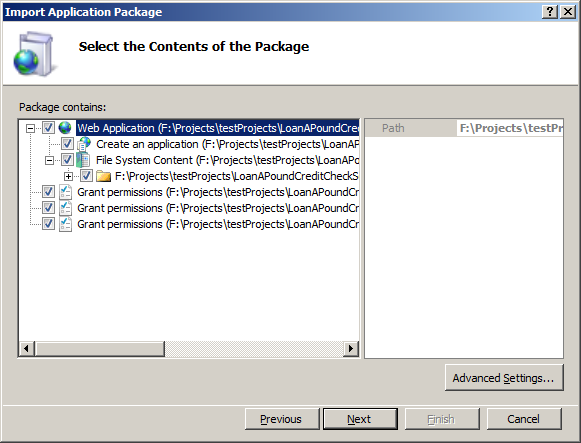 Import Application Package
Select the Contents of the Package
Package contains:
Web Application (F:\Projects\testProjects\LoanAPoundCred
Create an application (F:\Projects\testProjects\LoanAP
File System Content (F:\Projects\testProjects\LoanAPo
F:\Projects\testProjects\LoanAPoundCreditCheckS
Grant permissions (F:\Projects\testProjects\LoanAPoundCr
Grant permissions (F:\Projects\testProjects\LoanAPoundCr
Grant permissions (F:\Projects\testProjects\LoanAPoundCr
Path F:\Projects\testPr
Advanced Settings...
Previous Next Finish Cancel